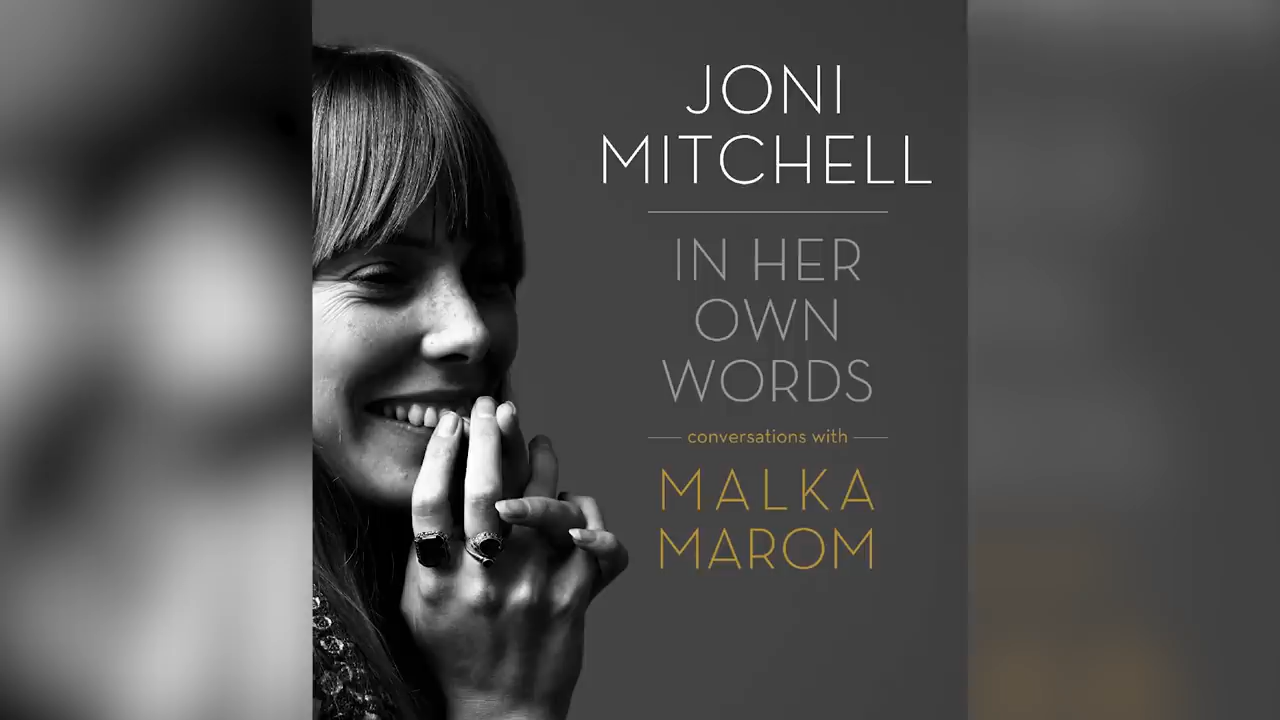 JONI
MITCHELL
IN HER
OWN
WORDS
conversations with
MALKA
MAROM